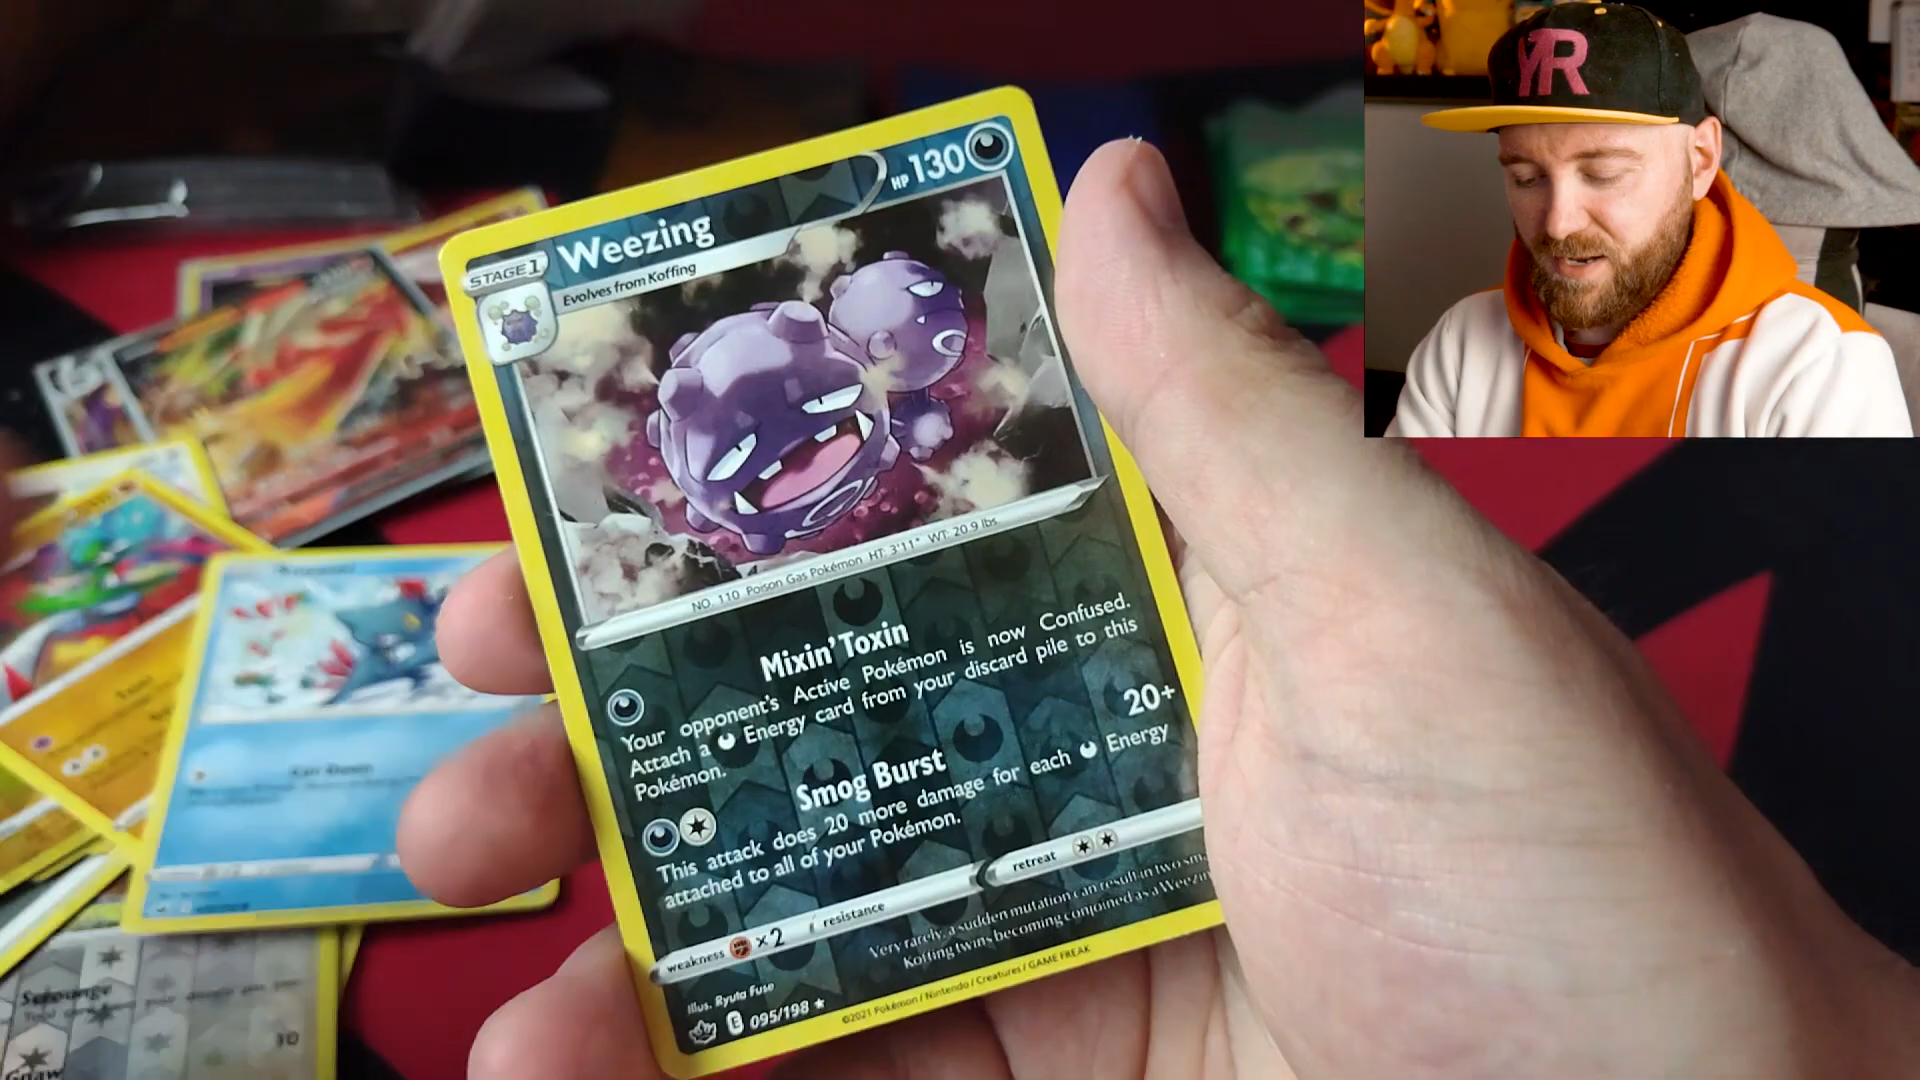 YR
HP 130
STAGE 1
Weezing
Evolves from Koffing
NO. 110 Poison Gas Pokémon HT: 3'11" WT: 20.9 lbs
Mixin' Toxin
Your opponent's Active Pokémon is now Confused.
Attach a Energy card from your discard pile to this
Pokémon.
Smog Burst 20+
This attack does 20 more damage for each Energy
attached to all of your Pokémon.
weakness ×2 resistance retreat
Very rarely, a sudden mutation can result in two
Koffing twins becoming conjoined as a
Illus. Ryuta Fuse
E 095/198 ★
©2021 Pokémon / Nintendo / Creatures / GAME FREAK
Scrounge
30
Gnaw